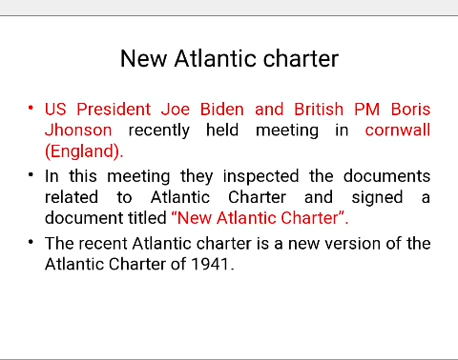 New Atlantic charter
• US President Joe Biden and British PM Boris
Jhonson recently held meeting in cornwall
(England).
• In this meeting they inspected the documents
related to Atlantic Charter and signed a
document titled “New Atlantic Charter”.
• The recent Atlantic charter is a new version of the
Atlantic Charter of 1941.